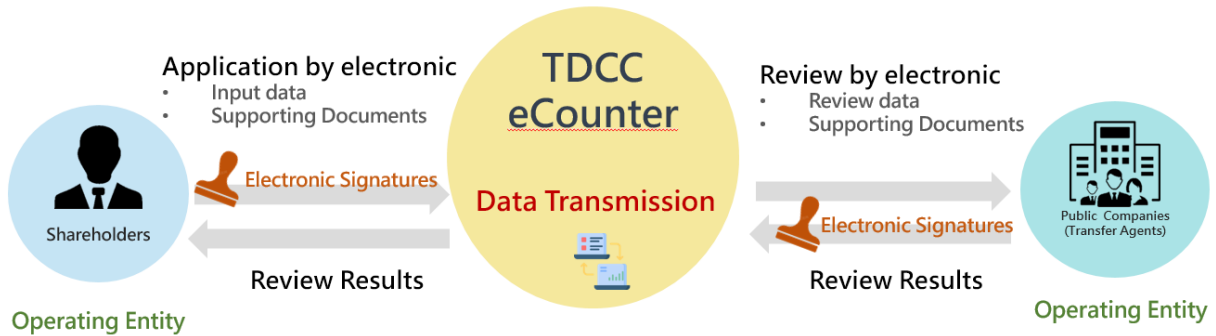 Application by electronic
• Input data
• Supporting Documents
Electronic Signatures
Shareholders
Review Results
Operating Entity
TDCC
eCounter
Data Transmission
Review by electronic
• Review data
• Supporting Documents
Electronic Signatures
Review Results
Public Companies
(Transfer Agents)
Operating Entity